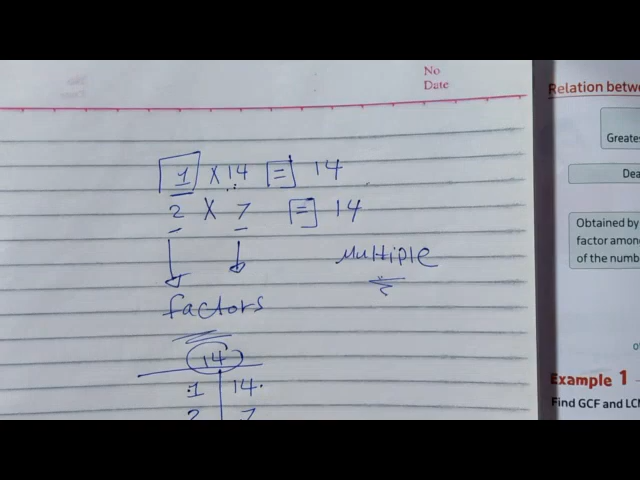 No
Date
1 x 14 = 14
2 x 7 = 14
Multiple
factors
14
1 14
2 7
Relation betw
Greates
Dea
Obtained by
factor amon
of the numb
Example 1
Find GCF and LC